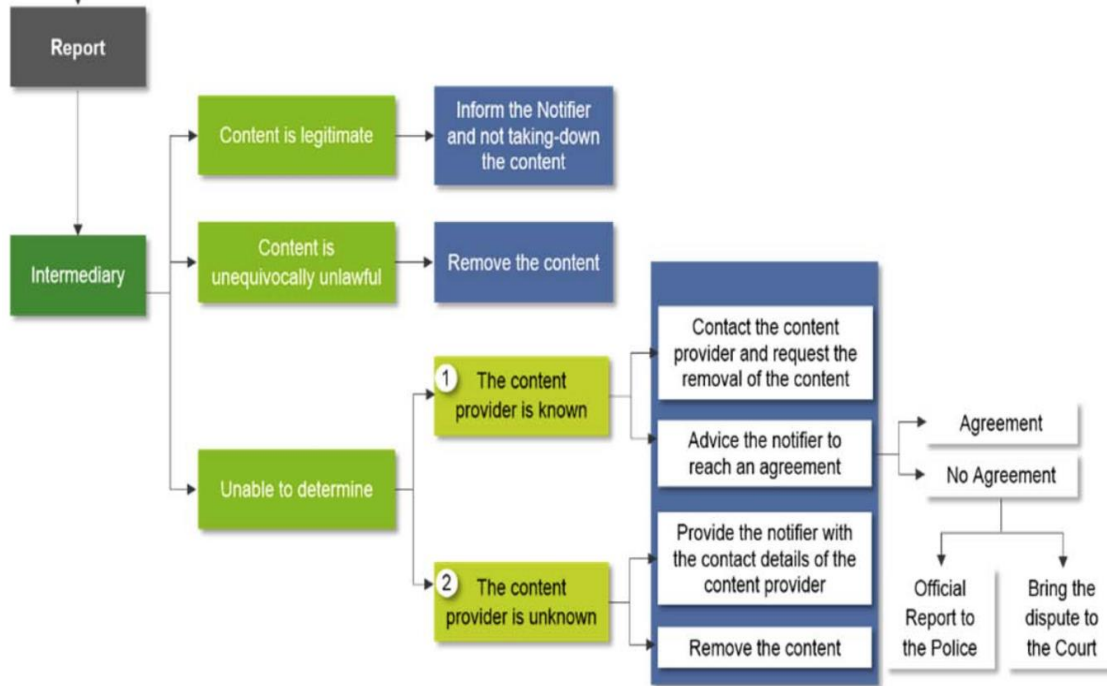 Report
Content is legitimate
Inform the Notifier
and not taking-down
the content
Intermediary
Content is
unequivocally unlawful
Remove the content
Contact the content
provider and request the
removal of the content
1
The content
provider is known
Advice the notifier to
reach an agreement
Agreement
No Agreement
Unable to determine
Provide the notifier with
the contact details of the
content provider
2
The content
provider is unknown
Remove the content
Official
Report to
the Police
Bring the
dispute to
the Court